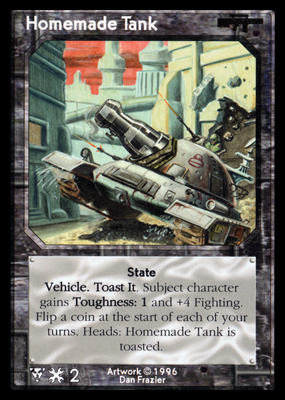 Homemade Tank
State
Vehicle. Toast It. Subject character
gains Toughness: 1 and +4 Fighting.
Flip a coin at the start of each of your
turns. Heads: Homemade Tank is
toasted.
2
Artwork © 1996
Dan Frazier